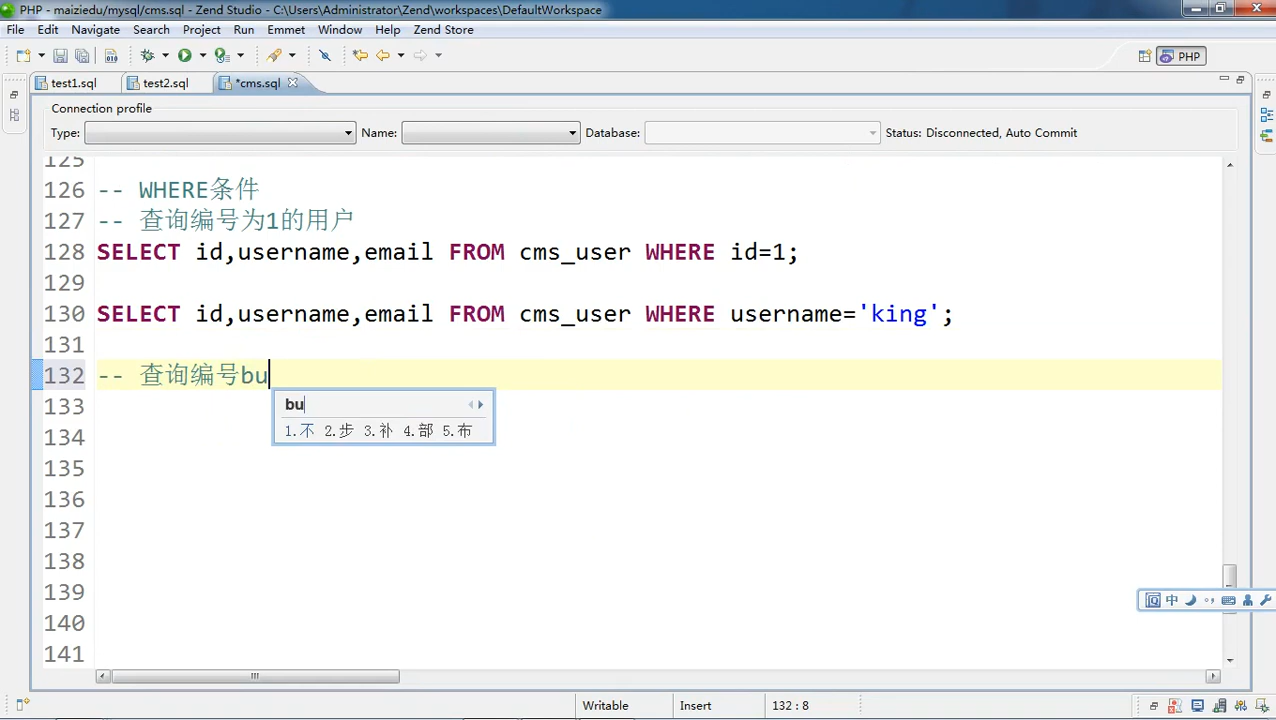 PHP - maiziedu/mysql/cms.sql - Zend Studio - C:\Users\Administrator\Zend\workspaces\DefaultWorkspace
File Edit Navigate Search Project Run Emmet Window Help Zend Store
PHP
test1.sql test2.sql *cms.sql
Connection profile
Type: Name: Database: Status: Disconnected, Auto Commit
125
126 -- WHERE条件
127 -- 查询编号为1的用户
128 SELECT id,username,email FROM cms_user WHERE id=1;
129
130 SELECT id,username,email FROM cms_user WHERE username='king';
131
132 -- 查询编号bu
133
bu
134
1.不 2.步 3.补 4.部 5.布
135
136
137
138
139
中
140
141
Writable Insert 132 : 8